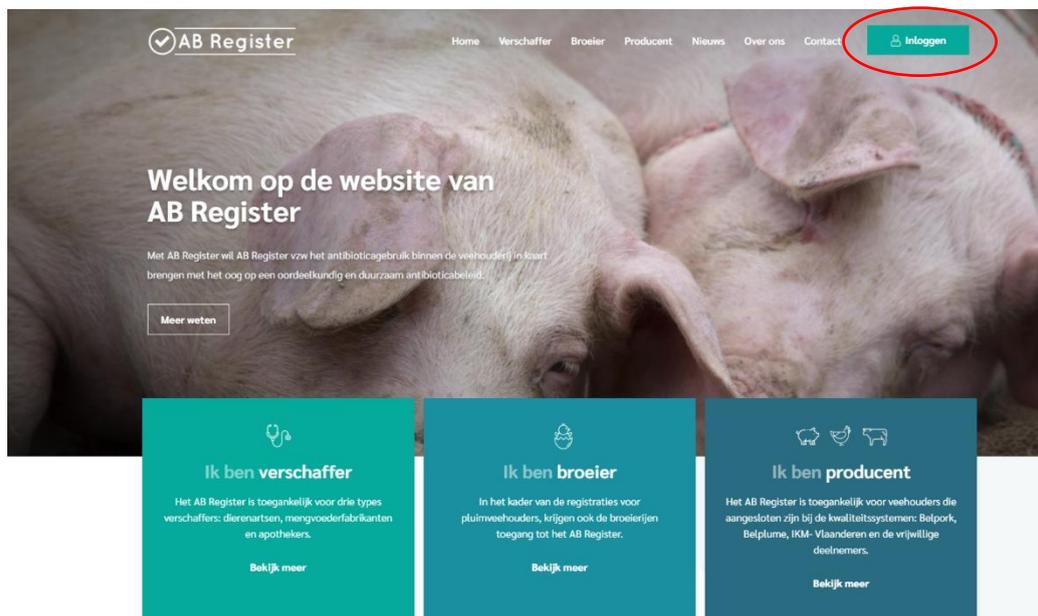 AB Register
Home Verschaffer Broeier Producent Nieuws Over ons Contact Inloggen
Welkom op de website van
AB Register
Met AB Register wil AB Register vzw het antibioticagebruik binnen de veehouderij in kaart
brengen met het oog op een oordeelkundig en duurzaam antibioticabeleid.
Meer weten
Ik ben verschaffer
Het AB Register is toegankelijk voor drie types
verschaffers: dierenartsen, mengvoederfabrikanten
en apothekers.
Bekijk meer
Ik ben broeier
In het kader van de registraties voor
pluimveehouders, krijgen ook de broeierijen
toegang tot het AB Register.
Bekijk meer
Ik ben producent
Het AB Register is toegankelijk voor veehouders die
aangesloten zijn bij de kwaliteitssystemen: Belpork,
Belplume, IKM- Vlaanderen en de vrijwillige
deelnemers.
Bekijk meer